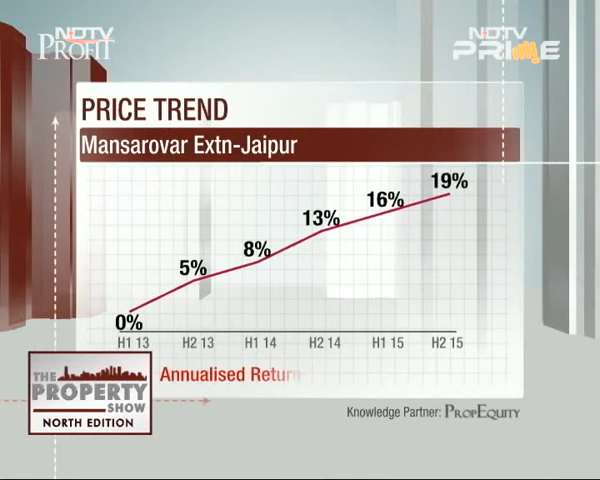 NDTV
PROFIT
NDTV
PRIME
PRICE TREND
Mansarovar Extn-Jaipur
19%
16%
13%
8%
5%
0%
H1 13 H2 13 H1 14 H2 14 H1 15 H2 15
Annualised Return
THE
PROPERTY
SHOW
NORTH EDITION
Knowledge Partner: PROPEQUITY